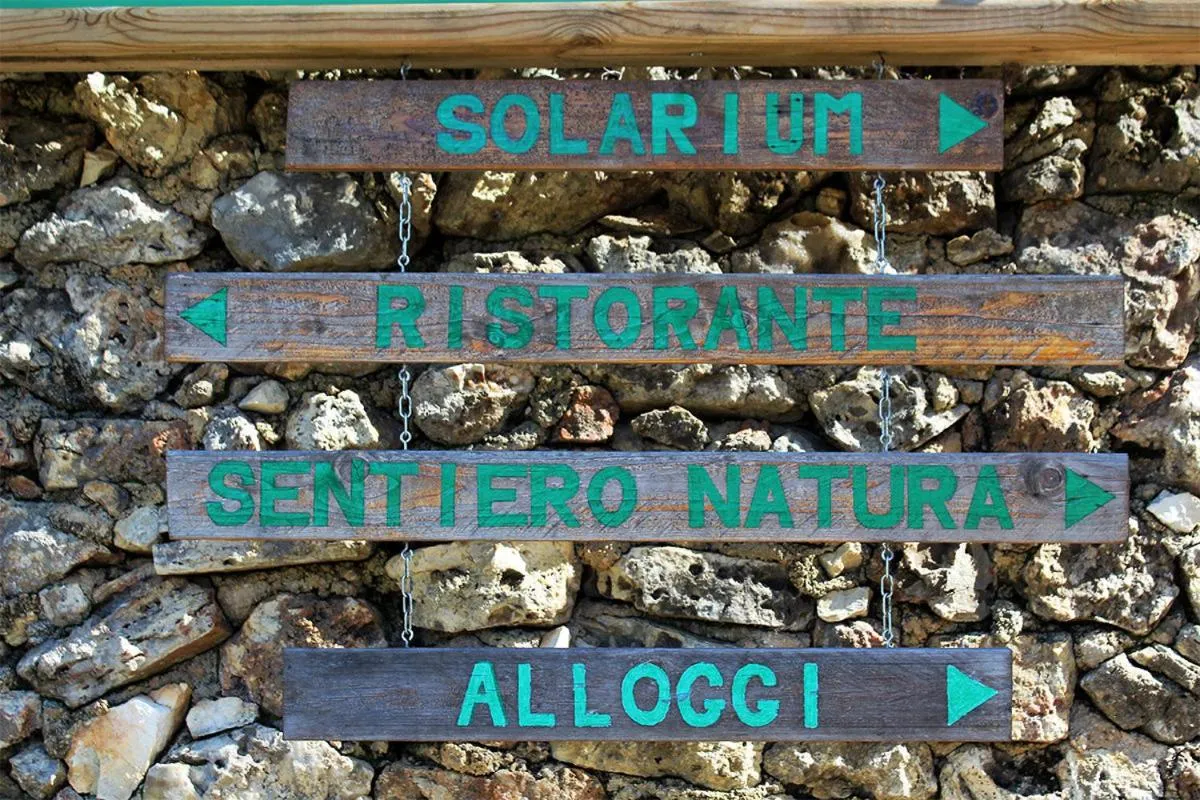 SOLARIUM
RISTORANTE
SENTIERO NATURA
ALLOGGI